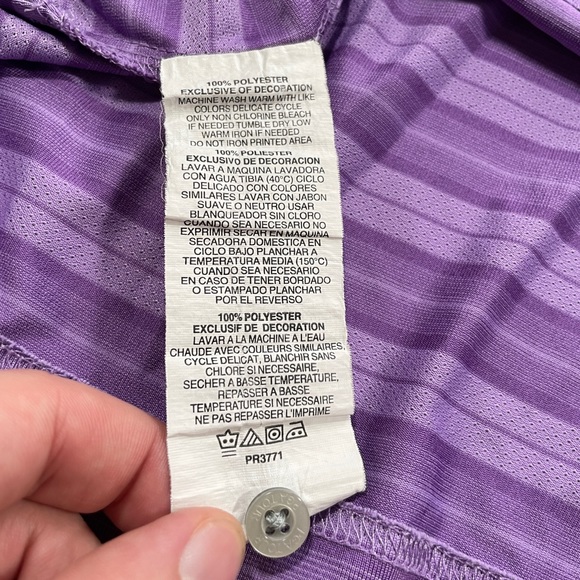 100% POLYESTER
EXCLUSIVE OF DECORATION
MACHINE WASH WARM WITH LIKE
COLORS DELICATE CYCLE
ONLY NON CHLORINE BLEACH
IF NEEDED TUMBLE DRY LOW
WARM IRON IF NEEDED
DO NOT IRON PRINTED AREA
100% POLIESTER
EXCLUSIVO DE DECORACION
LAVAR A MAQUINA LAVADORA
CON AGUA TIBIA (40°C) CICLO
DELICADO CON COLORES
SIMILARES LAVAR CON JABON
SUAVE O NEUTRO USAR
BLANQUEADOR SIN CLORO
CUANDO SEA NECESARIO NO
EXPRIMIR SECAR EN MAQUINA
SECADORA DOMESTICA EN
CICLO BAJO PLANCHAR A
TEMPERATURA MEDIA (150°C)
CUANDO SEA NECESARIO
EN CASO DE TENER BORDADO
O ESTAMPADO PLANCHAR
POR EL REVERSO
100% POLYESTER
EXCLUSIF DE DECORATION
LAVAR A LA MACHINE A L'EAU
CHAUDE AVEC COULEURS SIMILAIRES,
CYCLE DELICAT, BLANCHIR SANS
CHLORE SI NECESSAIRE,
SECHER A BASSE TEMPERATURE,
REPASSER A BASSE
TEMPERATURE SI NECESSAIRE
NE PAS REPASSER L'IMPRIME
PR3771